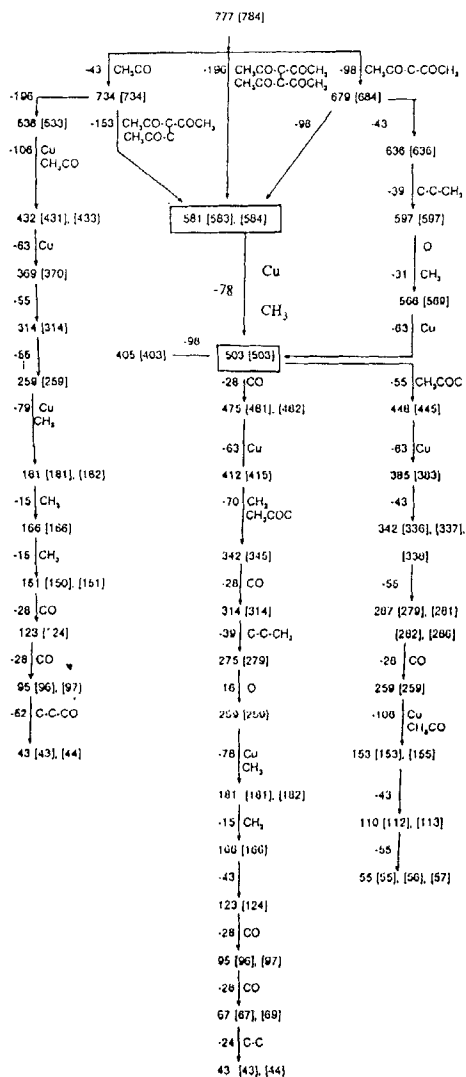 777 [784]
-43 CH₃CO
-196 CH₃CO-C-COCH₃
CH₃CO-C-COCH₃
-98 CH₃CO-C-COCH₃
-196
734 [734]
679 [684]
536 [533]
-153 CH₃CO-C-COCH₃
CH₃CO-C
-98
-43
-106 Cu
CH₃CO
636 [636]
-39 C-C-CH₃
432 [431], [433]
581 [583], [584]
597 [597]
-63 Cu
O
369 [370]
Cu
-78
CH₃
-31 CH₃
-55
566 [569]
314 [314]
-63 Cu
-55
405 [403]
-98
503 [503]
259 [259]
-28 CO
-55 CH₃COC
-79 Cu
CH₃
475 [481], [482]
448 [445]
-63 Cu
-63 Cu
181 [181], [182]
412 [415]
385 [383]
-15 CH₃
-70 CH₃
CH₃COC
-43
166 [166]
342 [336], [337],
[338]
-15 CH₃
342 [345]
151 [150], [151]
-28 CO
-55
-28 CO
314 [314]
287 [279], [281]
[282], [286]
123 [124]
-39 C-C-CH₃
-28 CO
-28 CO
275 [279]
259 [259]
95 [96], [97]
16 O
-106 Cu
CH₃CO
-52 C-C-CO
259 [259]
43 [43], [44]
-78 Cu
CH₃
153 [153], [155]
181 [181], [182]
-43
-15 CH₃
110 [112], [113]
166 [166]
-55
-43
55 [55], [56], [57]
123 [124]
-28 CO
95 [96], [97]
-28 CO
67 [67], [69]
-24 C-C
43 [43], [44]